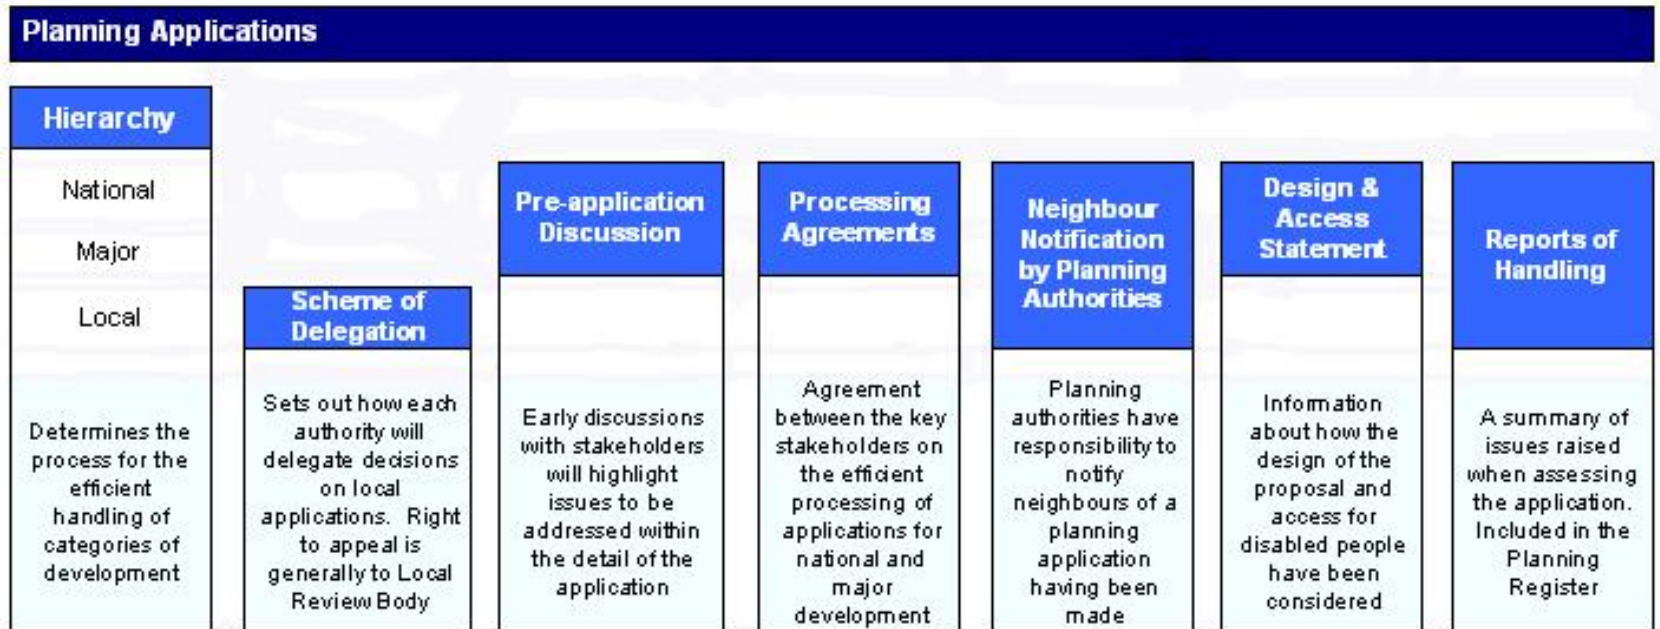 Planning Applications
Hierarchy
National
Major
Local
Determines the
process for the
efficient
handling of
categories of
development
Scheme of
Delegation
Sets out how each
authority will
delegate decisions
on local
applications. Right
to appeal is
generally to Local
Review Body
Pre-application
Discussion
Early discussions
with stakeholders
will highlight
issues to be
addressed within
the detail of the
application
Processing
Agreements
Agreement
between the key
stakeholders on
the efficient
processing of
applications for
national and
major
development
Neighbour
Notification
by Planning
Authorities
Planning
authorities have
responsibility to
notify
neighbours of a
planning
application
having been
made
Design &
Access
Statement
Information
about how the
design of the
proposal and
access for
disabled people
have been
considered
Reports of
Handling
A summary of
issues raised
when assessing
the application.
Included in the
Planning
Register